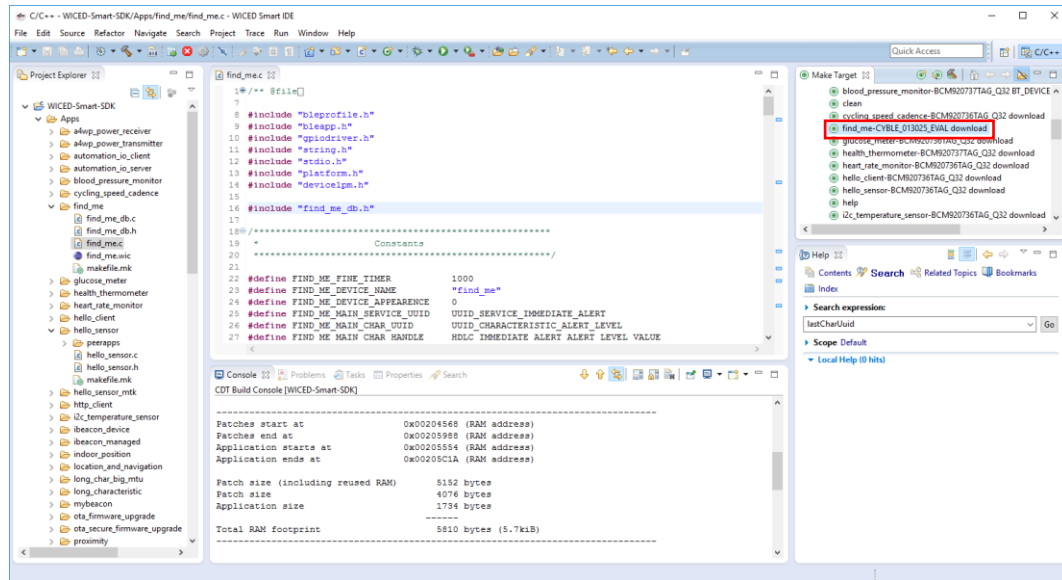 C/C++ - WICED-Smart-SDK/Apps/find_me/find_me.c - WICED Smart IDE
File Edit Source Refactor Navigate Search Project Trace Run Window Help
Quick Access
C/C++
Project Explorer
WICED-Smart-SDK
Apps
a4wp_power_receiver
a4wp_power_transmitter
automation_io_client
automation_io_server
blood_pressure_monitor
cycling_speed_cadence
find_me
find_me_db.c
find_me_db.h
find_me.c
find_me.wic
makefile.mk
glucose_meter
health_thermometer
heart_rate_monitor
hello_client
hello_sensor
peerapps
hello_sensor.c
hello_sensor.h
makefile.mk
hello_sensor_mtk
http_client
i2c_temperature_sensor
ibeacon_device
ibeacon_managed
indoor_position
location_and_navigation
long_char_big_mtu
long_characteristic
mybeacon
ota_firmware_upgrade
ota_secure_firmware_upgrade
proximity
find_me.c
1 /** @file
7
8 #include "bleprofile.h"
9 #include "bleapp.h"
10 #include "gpiodriver.h"
11 #include "string.h"
12 #include "stdio.h"
13 #include "platform.h"
14 #include "devicelpm.h"
15
16 #include "find_me_db.h"
17
18 /******************************************************
19 * Constants
20 ******************************************************/
21
22 #define FIND_ME_FINE_TIMER 1000
23 #define FIND_ME_DEVICE_NAME "find_me"
24 #define FIND_ME_DEVICE_APPEARENCE 0
25 #define FIND_ME_MAIN_SERVICE_UUID UUID_SERVICE_IMMEDIATE_ALERT
26 #define FIND_ME_MAIN_CHAR_UUID UUID_CHARACTERISTIC_ALERT_LEVEL
27 #define FIND_ME_MAIN_CHAR_HANDLE HDLC_IMMEDIATE_ALERT_ALERT_LEVEL_VALUE
Console Problems Tasks Properties Search
CDT Build Console [WICED-Smart-SDK]
--------------------------------------------------------------------------------
Patches start at 0x00204568 (RAM address)
Patches end at 0x00205988 (RAM address)
Application starts at 0x00205554 (RAM address)
Application ends at 0x00205C1A (RAM address)
Patch size (including reused RAM) 5152 bytes
Patch size 4076 bytes
Application size 1734 bytes
------
Total RAM footprint 5810 bytes (5.7kiB)
--------------------------------------------------------------------------------
Make Target
blood_pressure_monitor-BCM920737TAG_Q32 BT_DEVICE
clean
cycling_speed_cadence-BCM920736TAG_Q32 download
find_me-CYBLE_013025_EVAL download
glucose_meter-BCM920736TAG_Q32 download
health_thermometer-BCM920737TAG_Q32 download
heart_rate_monitor-BCM920736TAG_Q32 download
hello_client-BCM920736TAG_Q32 download
hello_sensor-BCM920736TAG_Q32 download
help
i2c_temperature_sensor-BCM920736TAG_Q32 download
Help
Contents Search Related Topics Bookmarks
Index
Search expression:
lastCharUuid
Go
Scope Default
Local Help (0 hits)